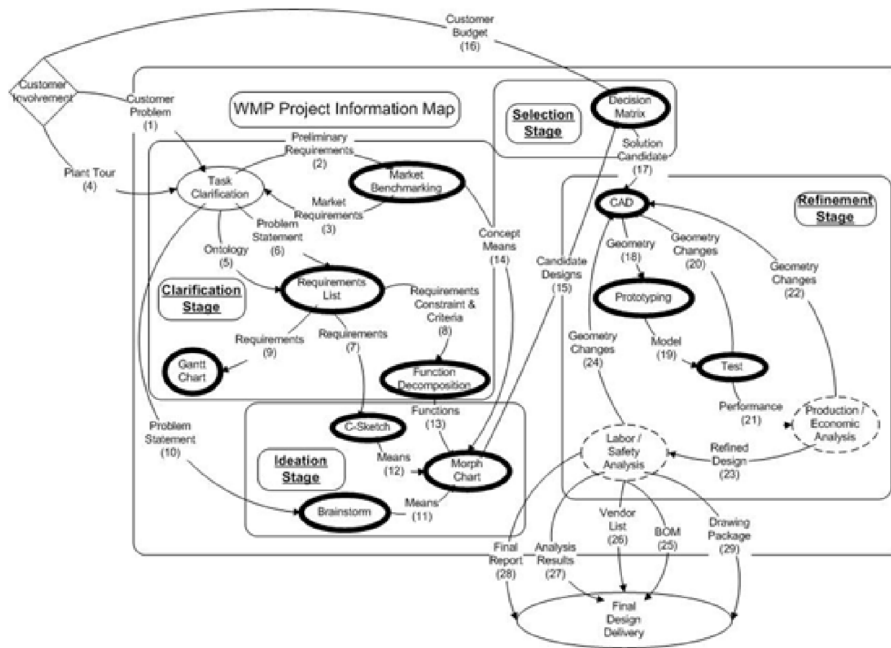 Customer
Budget
(16)
Customer
Involvement
Customer
Problem
(1)
Plant Tour
(4)
WMP Project Information Map
Selection
Stage
Decision
Matrix
Solution
Candidate
(17)
Preliminary
Requirements
(2)
Task
Clarification
Market
Benchmarking
Market
Requirements
(3)
Problem
Statement
(6)
Ontology
(5)
Concept
Means
(14)
Candidate
Designs
(15)
Clarification
Stage
Requirements
List
Requirements
Constraint &
Criteria
(8)
Requirements
(9)
Requirements
(7)
Gantt
Chart
Function
Decomposition
Problem
Statement
(10)
Functions
(13)
C-Sketch
Means
(12)
Morph
Chart
Ideation
Stage
Brainstorm
Means
(11)
CAD
Refinement
Stage
Geometry
(18)
Geometry
Changes
(20)
Geometry
Changes
(22)
Prototyping
Geometry
Changes
(24)
Model
(19)
Test
Performance
(21)
Production /
Economic
Analysis
Labor /
Safety
Analysis
Refined
Design
(23)
Final
Report
(28)
Analysis
Results
(27)
Vendor
List
(26)
BOM
(25)
Drawing
Package
(29)
Final
Design
Delivery